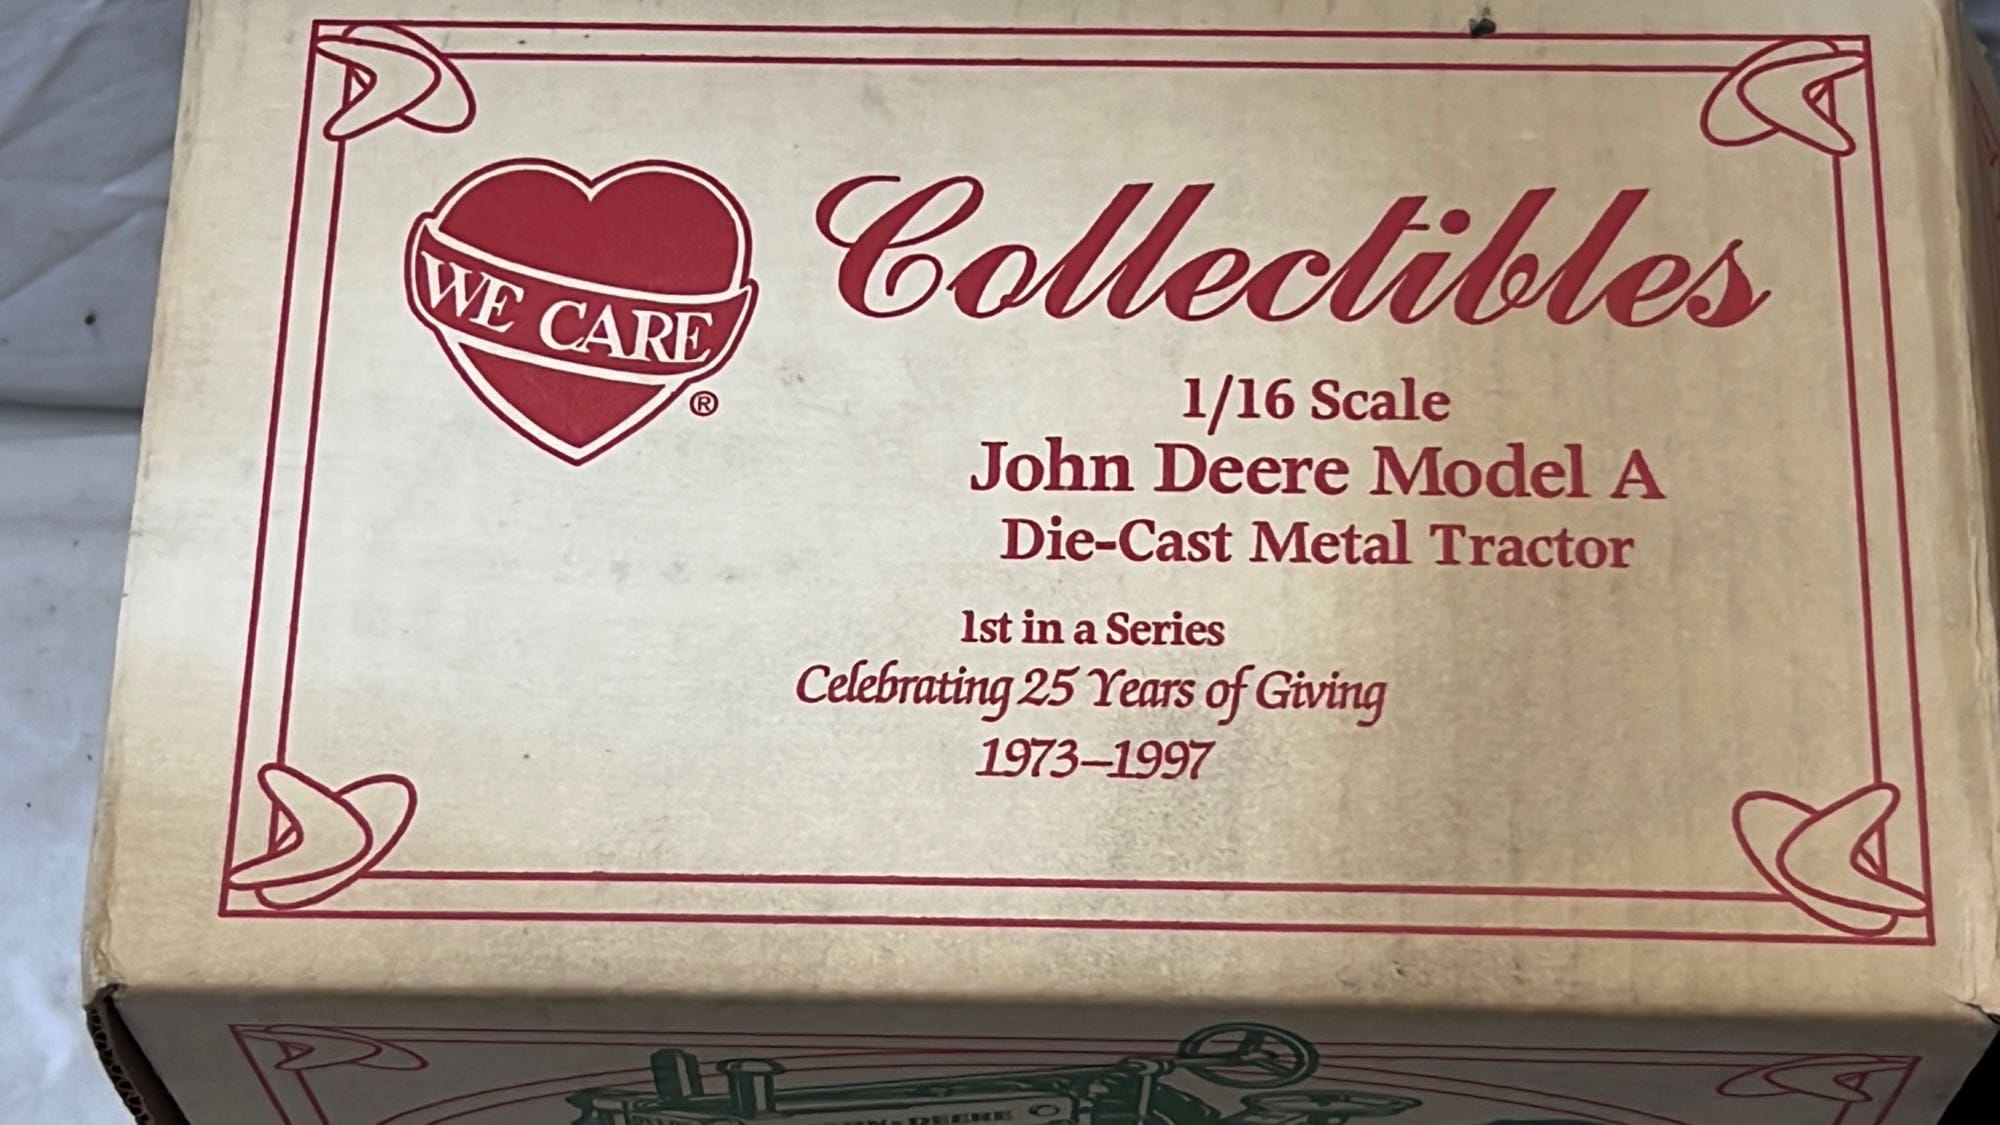 WE CARE
®
Collectibles
1/16 Scale
John Deere Model A
Die-Cast Metal Tractor
1st in a Series
Celebrating 25 Years of Giving
1973–1997
DEERE